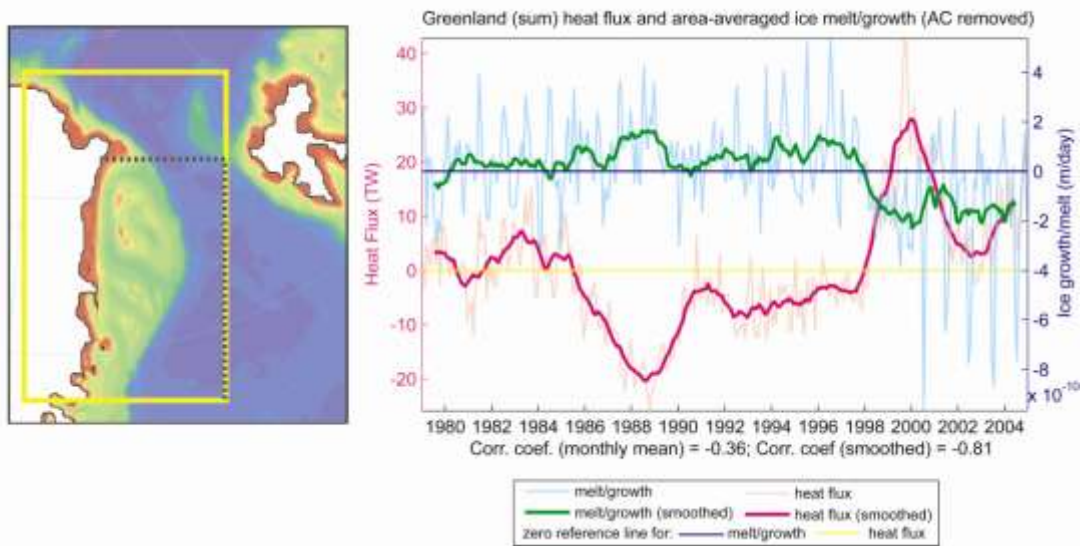 Greenland (sum) heat flux and area-averaged ice melt/growth (AC removed)
40
30
20
10
0
-10
-20
Heat Flux (TW)
4
2
0
-2
-4
-6
-8
x 10⁻¹⁰
Ice growth/melt (m/day)
1980 1982 1984 1986 1988 1990 1992 1994 1996 1998 2000 2002 2004
Corr. coef. (monthly mean) = -0.36; Corr. coef (smoothed) = -0.81
melt/growth heat flux
melt/growth (smoothed) heat flux (smoothed)
zero reference line for: melt/growth heat flux